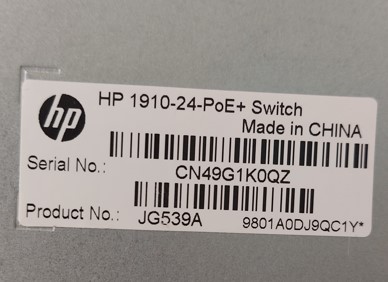 hp
HP 1910-24-PoE+ Switch
Made in CHINA
Serial No.:
CN49G1K0QZ
Product No.:
JG539A
9801A0DJ9QC1Y*